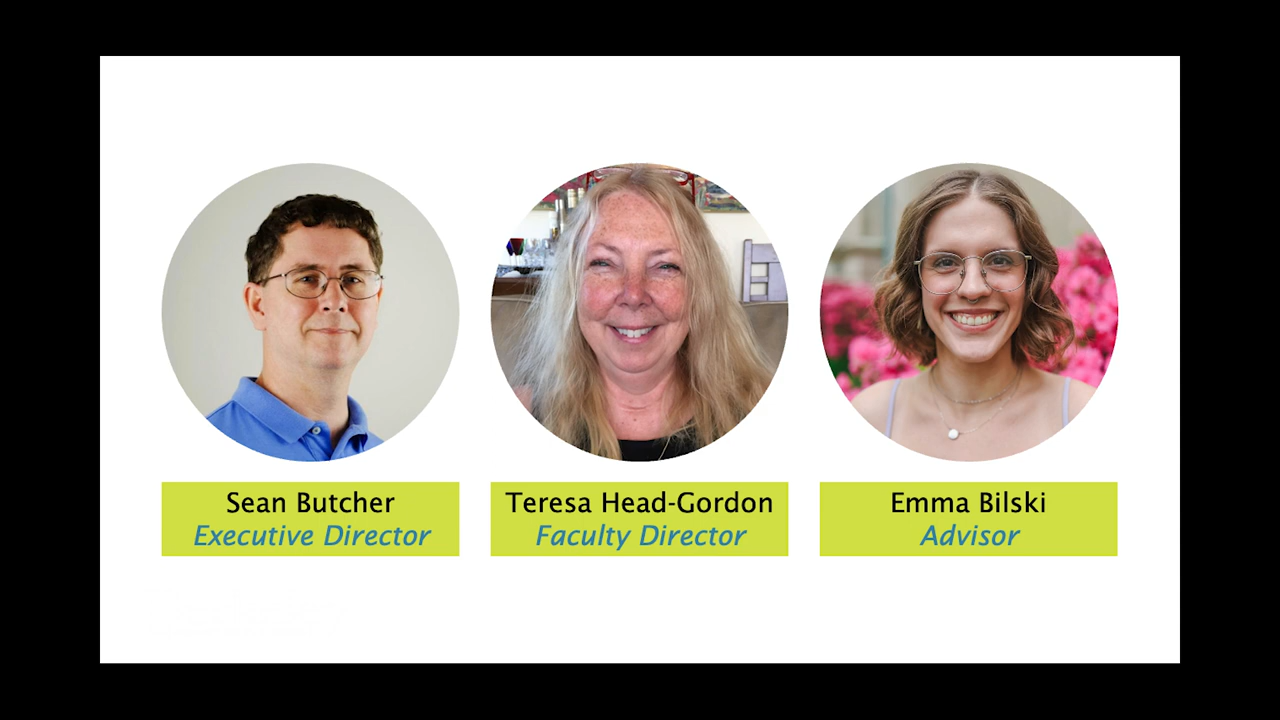 Sean Butcher
Executive Director
Teresa Head-Gordon
Faculty Director
Emma Bilski
Advisor